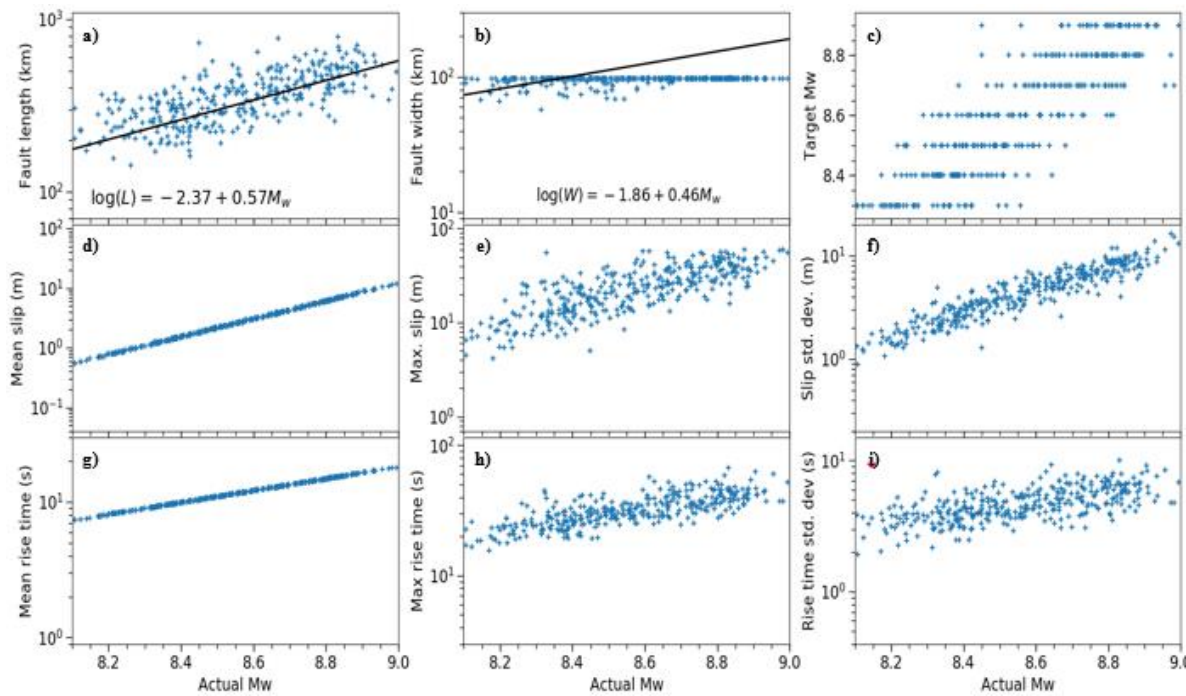 a)
b)
c)
10³
10²
Fault length (km)
log(L) = −2.37 + 0.57M_w
10²
10¹
Fault width (km)
log(W) = −1.86 + 0.46M_w
8.8
8.6
8.4
Target Mw
d)
e)
f)
10²
10¹
10⁰
10⁻¹
Mean slip (m)
10²
10¹
10⁰
Max. slip (m)
10¹
10⁰
Slip std. dev. (m)
g)
h)
i)
10¹
10⁰
Mean rise time (s)
10²
10¹
Max rise time (s)
10¹
10⁰
Rise time std. dev (s)
8.2 8.4 8.6 8.8 9.0
8.2 8.4 8.6 8.8 9.0
8.2 8.4 8.6 8.8 9.0
Actual Mw
Actual Mw
Actual Mw